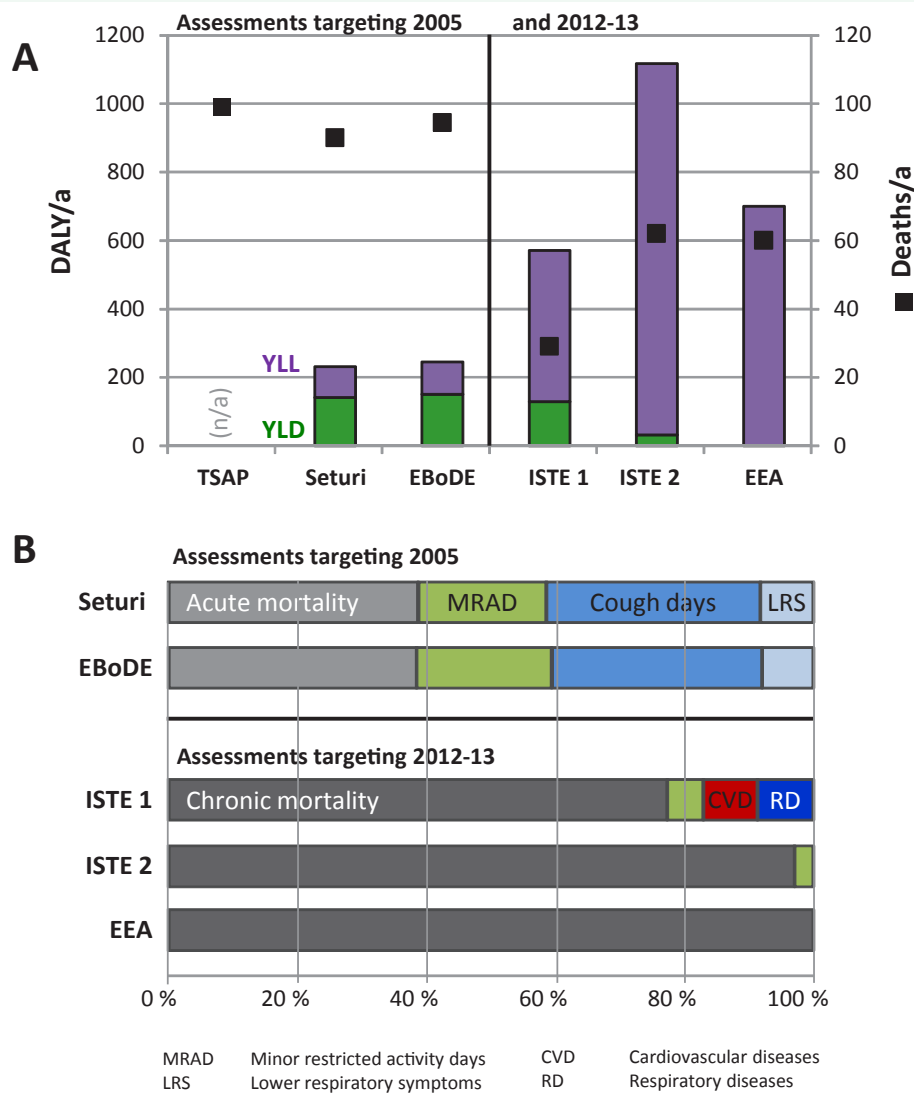 A
Assessments targeting 2005 and 2012-13
1200
1000
800
600
400
200
0
DALY/a
120
100
80
60
40
20
0
Deaths/a
YLL
YLD
(n/a)
TSAP Seturi EBoDE ISTE 1 ISTE 2 EEA
B
Assessments targeting 2005
Seturi Acute mortality MRAD Cough days LRS
EBoDE
Assessments targeting 2012-13
ISTE 1 Chronic mortality CVD RD
ISTE 2
EEA
0 % 20 % 40 % 60 % 80 % 100 %
MRAD Minor restricted activity days CVD Cardiovascular diseases
LRS Lower respiratory symptoms RD Respiratory diseases